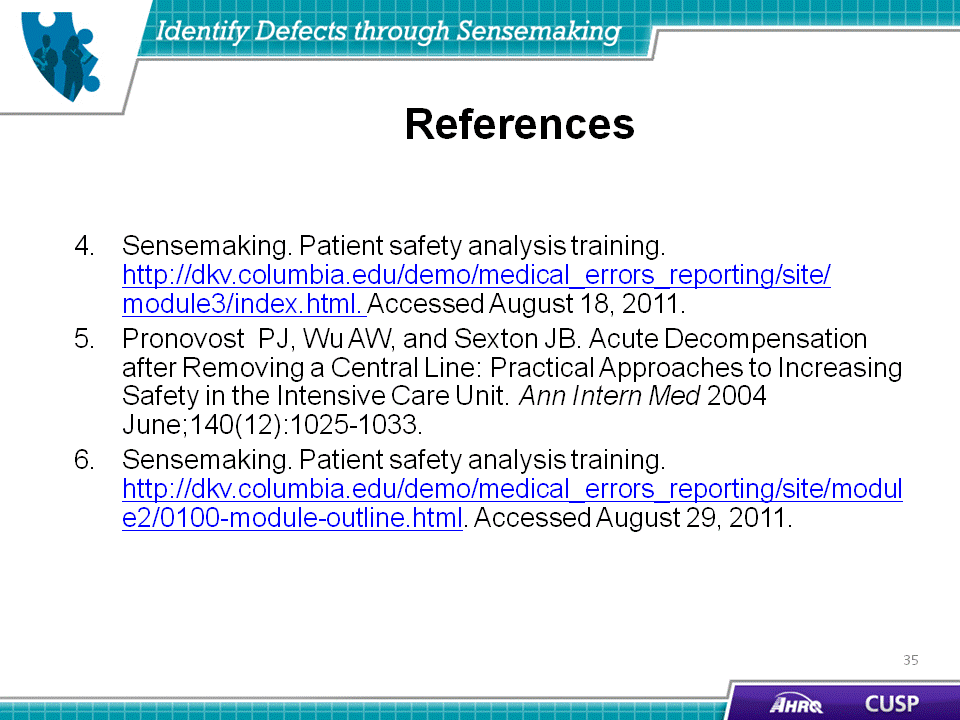 Identify Defects through Sensemaking
References
4. Sensemaking. Patient safety analysis training.
http://dkv.columbia.edu/demo/medical_errors_reporting/site/
module3/index.html. Accessed August 18, 2011.
5. Pronovost PJ, Wu AW, and Sexton JB. Acute Decompensation
after Removing a Central Line: Practical Approaches to Increasing
Safety in the Intensive Care Unit. Ann Intern Med 2004
June;140(12):1025-1033.
6. Sensemaking. Patient safety analysis training.
http://dkv.columbia.edu/demo/medical_errors_reporting/site/modul
e2/0100-module-outline.html. Accessed August 29, 2011.
35
AHRQ CUSP